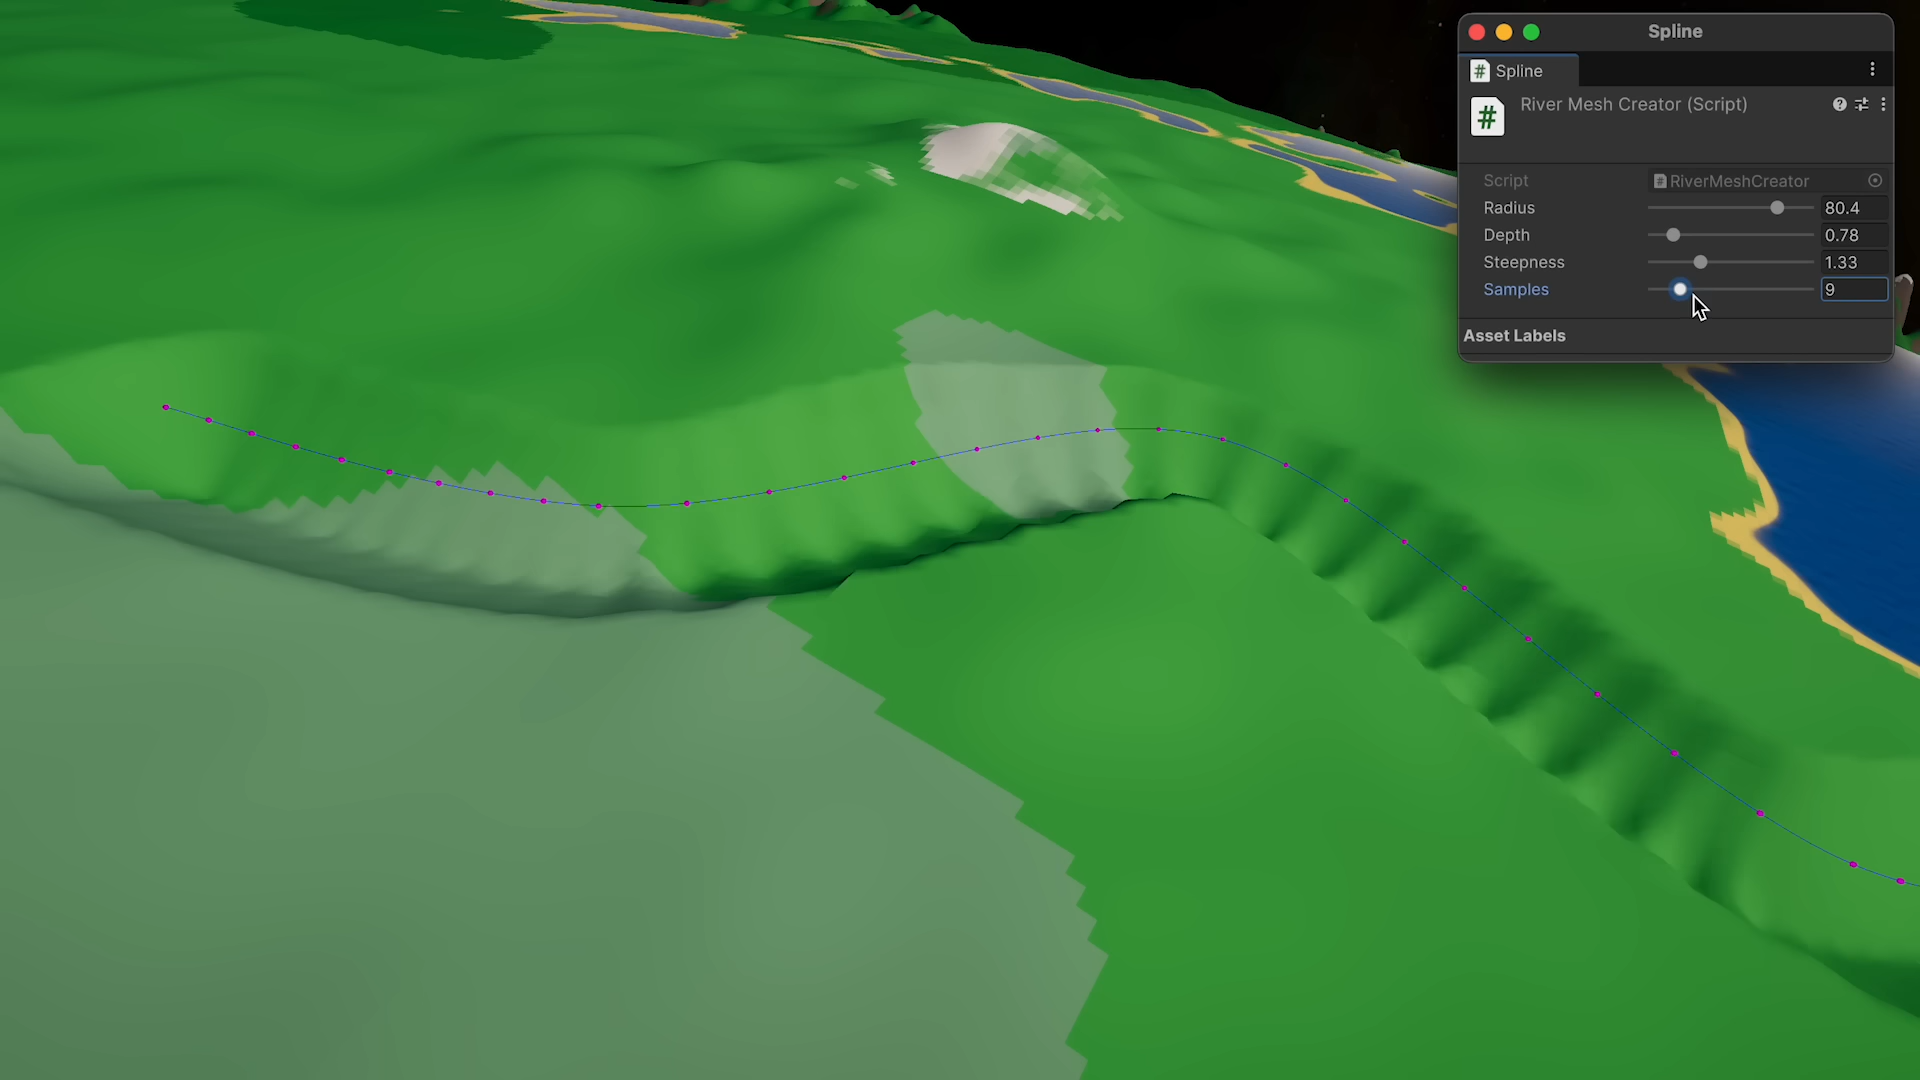 Spline
# Spline
# River Mesh Creator (Script)
Script # RiverMeshCreator
Radius 80.4
Depth 0.78
Steepness 1.33
Samples 9
Asset Labels